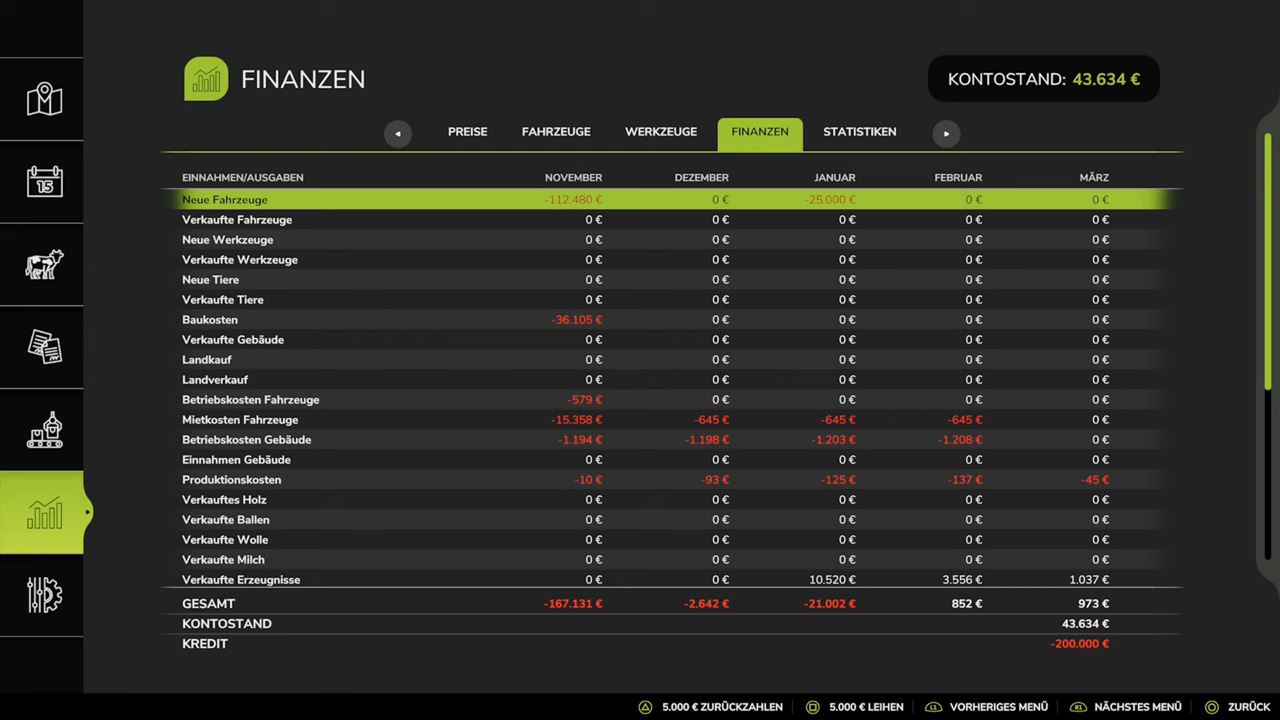 FINANZEN
KONTOSTAND: 43.634 €
PREISE FAHRZEUGE WERKZEUGE FINANZEN STATISTIKEN
15
EINNAHMEN/AUSGABEN NOVEMBER DEZEMBER JANUAR FEBRUAR MÄRZ
Neue Fahrzeuge -112.480 € 0 € -25.000 € 0 € 0 €
Verkaufte Fahrzeuge 0 € 0 € 0 € 0 € 0 €
Neue Werkzeuge 0 € 0 € 0 € 0 € 0 €
Verkaufte Werkzeuge 0 € 0 € 0 € 0 € 0 €
Neue Tiere 0 € 0 € 0 € 0 € 0 €
Verkaufte Tiere 0 € 0 € 0 € 0 € 0 €
Baukosten -36.105 € 0 € 0 € 0 € 0 €
Verkaufte Gebäude 0 € 0 € 0 € 0 € 0 €
Landkauf 0 € 0 € 0 € 0 € 0 €
Landverkauf 0 € 0 € 0 € 0 € 0 €
Betriebskosten Fahrzeuge -579 € 0 € 0 € 0 € 0 €
Mietkosten Fahrzeuge -15.358 € -645 € -645 € -645 € 0 €
Betriebskosten Gebäude -1.194 € -1.198 € -1.203 € -1.208 € 0 €
Einnahmen Gebäude 0 € 0 € 0 € 0 € 0 €
Produktionskosten -10 € -93 € -125 € -137 € -45 €
Verkauftes Holz 0 € 0 € 0 € 0 € 0 €
Verkaufte Ballen 0 € 0 € 0 € 0 € 0 €
Verkaufte Wolle 0 € 0 € 0 € 0 € 0 €
Verkaufte Milch 0 € 0 € 0 € 0 € 0 €
Verkaufte Erzeugnisse 0 € 0 € 10.520 € 3.556 € 1.037 €
GESAMT -167.131 € -2.642 € -21.002 € 852 € 973 €
KONTOSTAND 43.634 €
KREDIT -200.000 €
5.000 € ZURÜCKZAHLEN 5.000 € LEIHEN L1 VORHERIGES MENÜ R1 NÄCHSTES MENÜ ZURÜCK